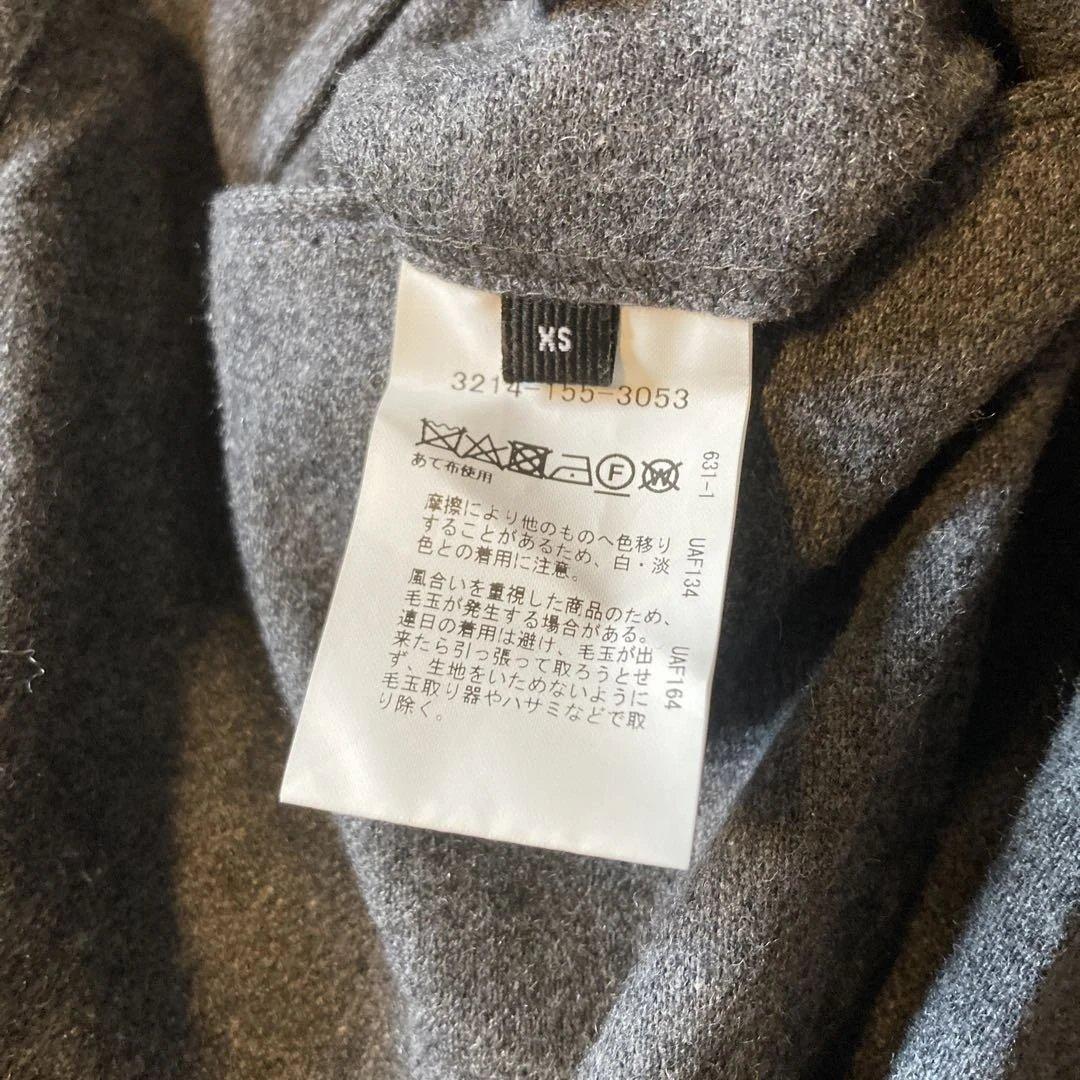 XS
3214-155-3053
F
W
あて布使用
摩擦により他のものへ色移り
することがあるため、白・淡
色との着用に注意。
風合いを重視した商品のため、
毛玉が発生する場合がある。
連日の着用は避け、毛玉が出
来たら引っ張って取ろうとせ
ず、生地をいためないように
毛玉取り器やハサミなどで取
り除く。
631-1 UAF134 UAF164